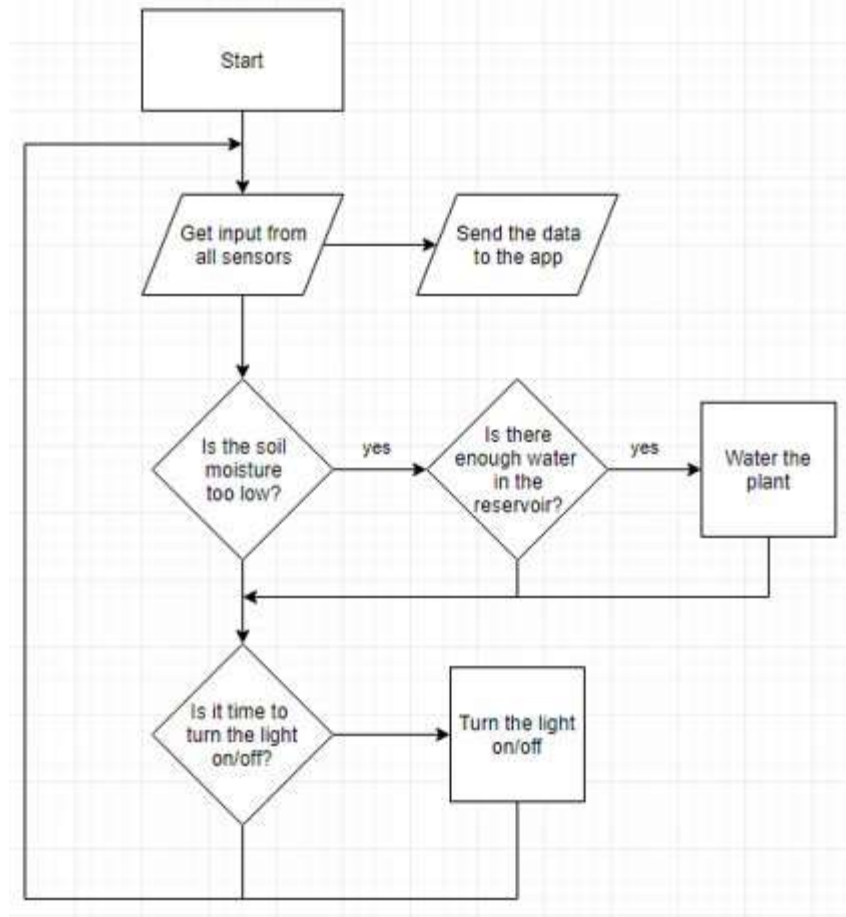 Start
Get input from
all sensors
Send the data
to the app
Is the soil
moisture
too low?
yes
Is there
enough water
in the
reservoir?
yes
Water the
plant
Is it time to
turn the light
on/off?
Turn the light
on/off